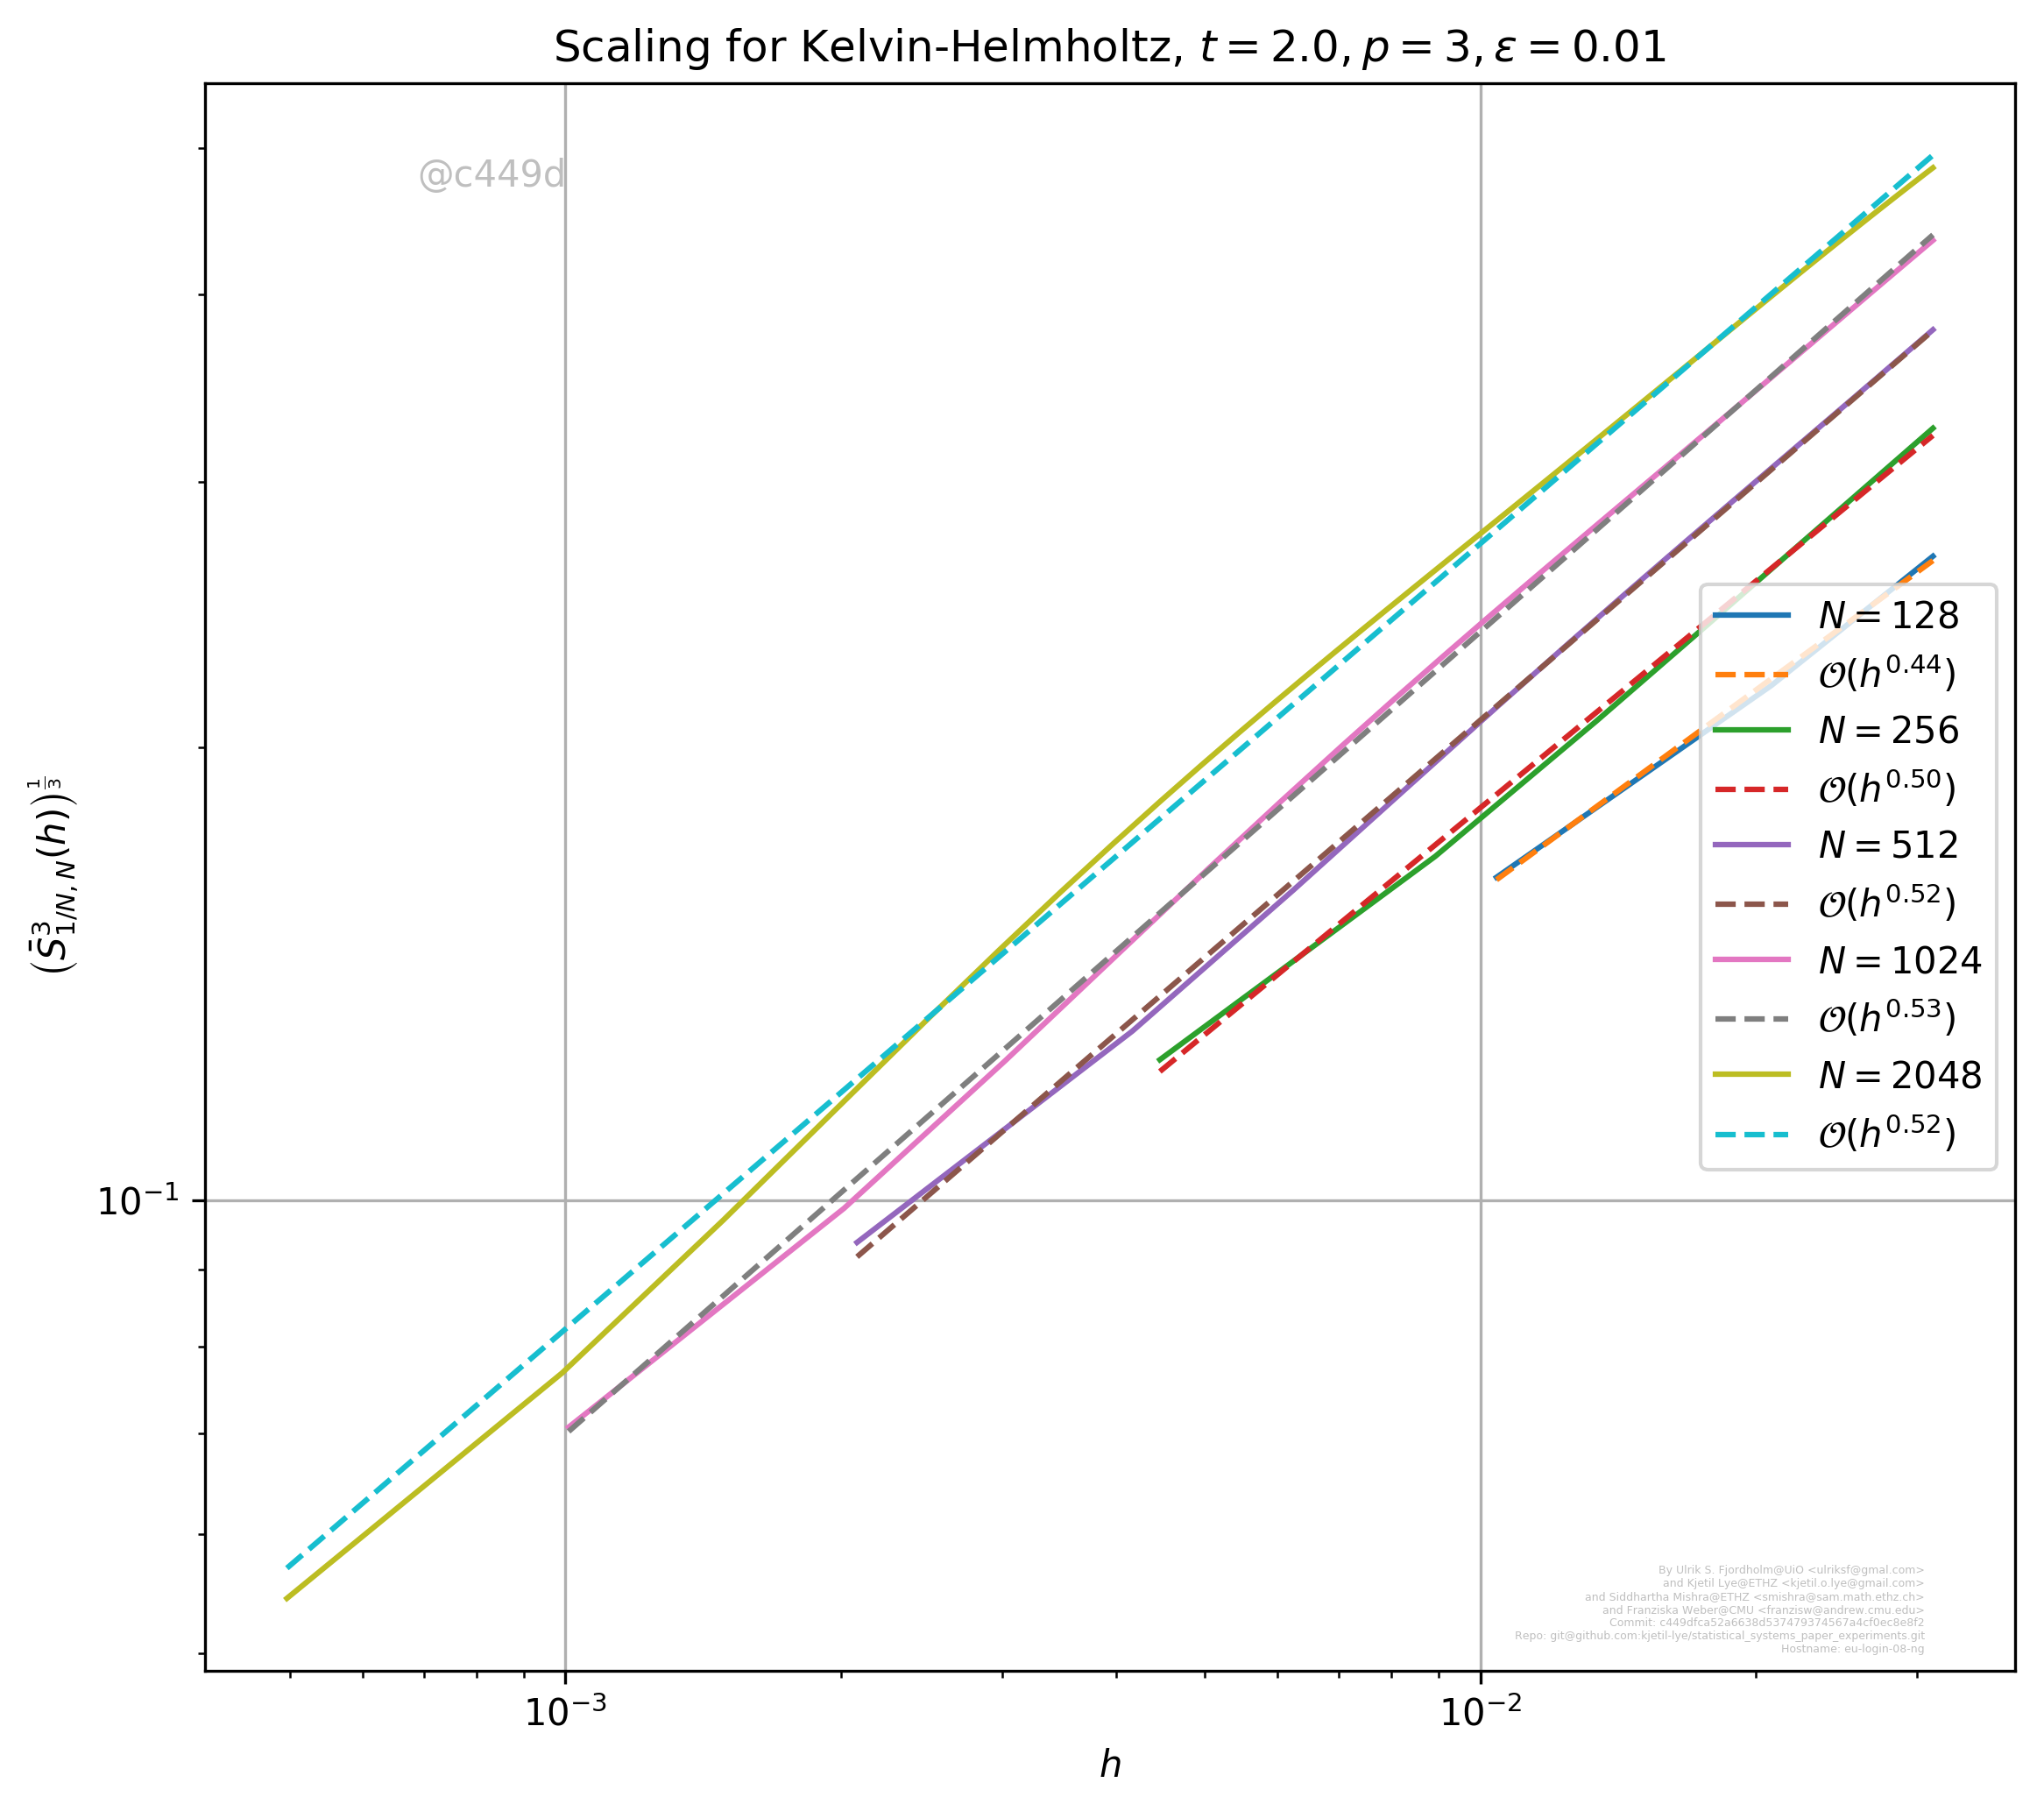 Scaling for Kelvin-Helmholtz, t = 2.0, p = 3, ε = 0.01
@c449d
(S̄³_{1/N, N}(h))^{1/3}
N = 128
𝒪(h^{0.44})
N = 256
𝒪(h^{0.50})
N = 512
𝒪(h^{0.52})
N = 1024
𝒪(h^{0.53})
N = 2048
𝒪(h^{0.52})
10⁻¹
By Ulrik S. Fjordholm@UiO <ulriksf@gmal.com>
and Kjetil Lye@ETHZ <kjetil.o.lye@gmail.com>
and Siddhartha Mishra@ETHZ <smishra@sam.math.ethz.ch>
and Franziska Weber@CMU <franzisw@andrew.cmu.edu>
Commit: c449dfca52a6638d537479374567a4cf0ec8e8f2
Repo: git@github.com:kjetil-lye/statistical_systems_paper_experiments.git
Hostname: eu-login-08-ng
10⁻³
10⁻²
h